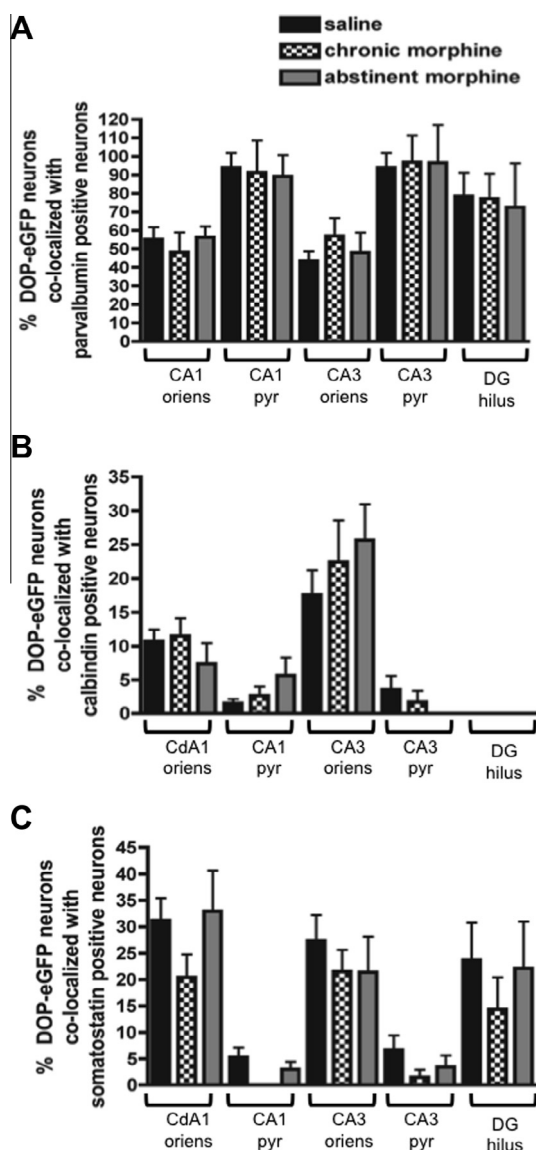 A
saline
chronic morphine
abstinent morphine
% DOP-eGFP neurons
co-localized with
parvalbumin positive neurons
120
110
100
90
80
70
60
50
40
30
20
10
0
CA1 CA1 CA3 CA3 DG
oriens pyr oriens pyr hilus
B
% DOP-eGFP neurons
co-localized with
calbindin positive neurons
35
30
25
20
15
10
5
0
CdA1 CA1 CA3 CA3 DG
oriens pyr oriens pyr hilus
C
% DOP-eGFP neurons
co-localized with
somatostatin positive neurons
45
40
35
30
25
20
15
10
5
0
CdA1 CA1 CA3 CA3 DG
oriens pyr oriens pyr hilus